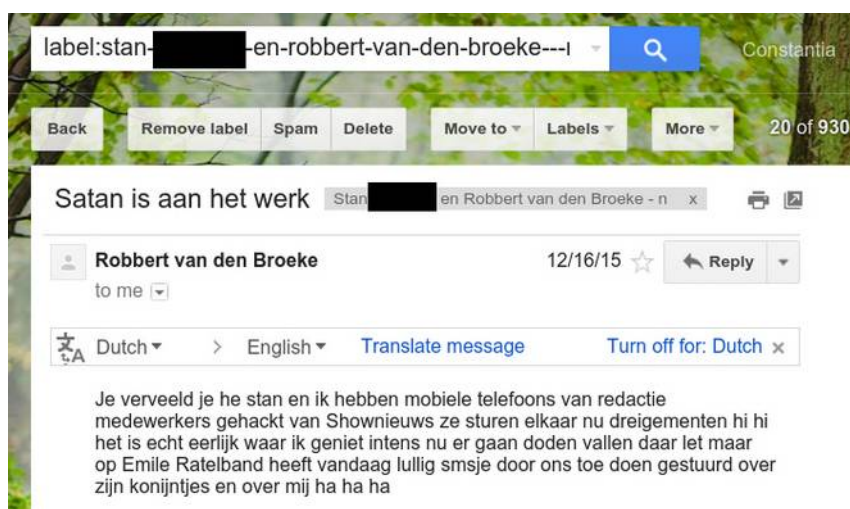 label:stan- -en-robbert-van-den-broeke---
Constantia
Back Remove label Spam Delete Move to Labels More 20 of 930
Satan is aan het werk Stan en Robbert van den Broeke - n x
Robbert van den Broeke 12/16/15 Reply
to me
Dutch > English Translate message Turn off for: Dutch x
Je verveeld je he stan en ik hebben mobiele telefoons van redactie
medewerkers gehackt van Shownieuws ze sturen elkaar nu dreigementen hi hi
het is echt eerlijk waar ik geniet intens nu er gaan doden vallen daar let maar
op Emile Ratelband heeft vandaag lullig smsje door ons toe doen gestuurd over
zijn konijntjes en over mij ha ha ha